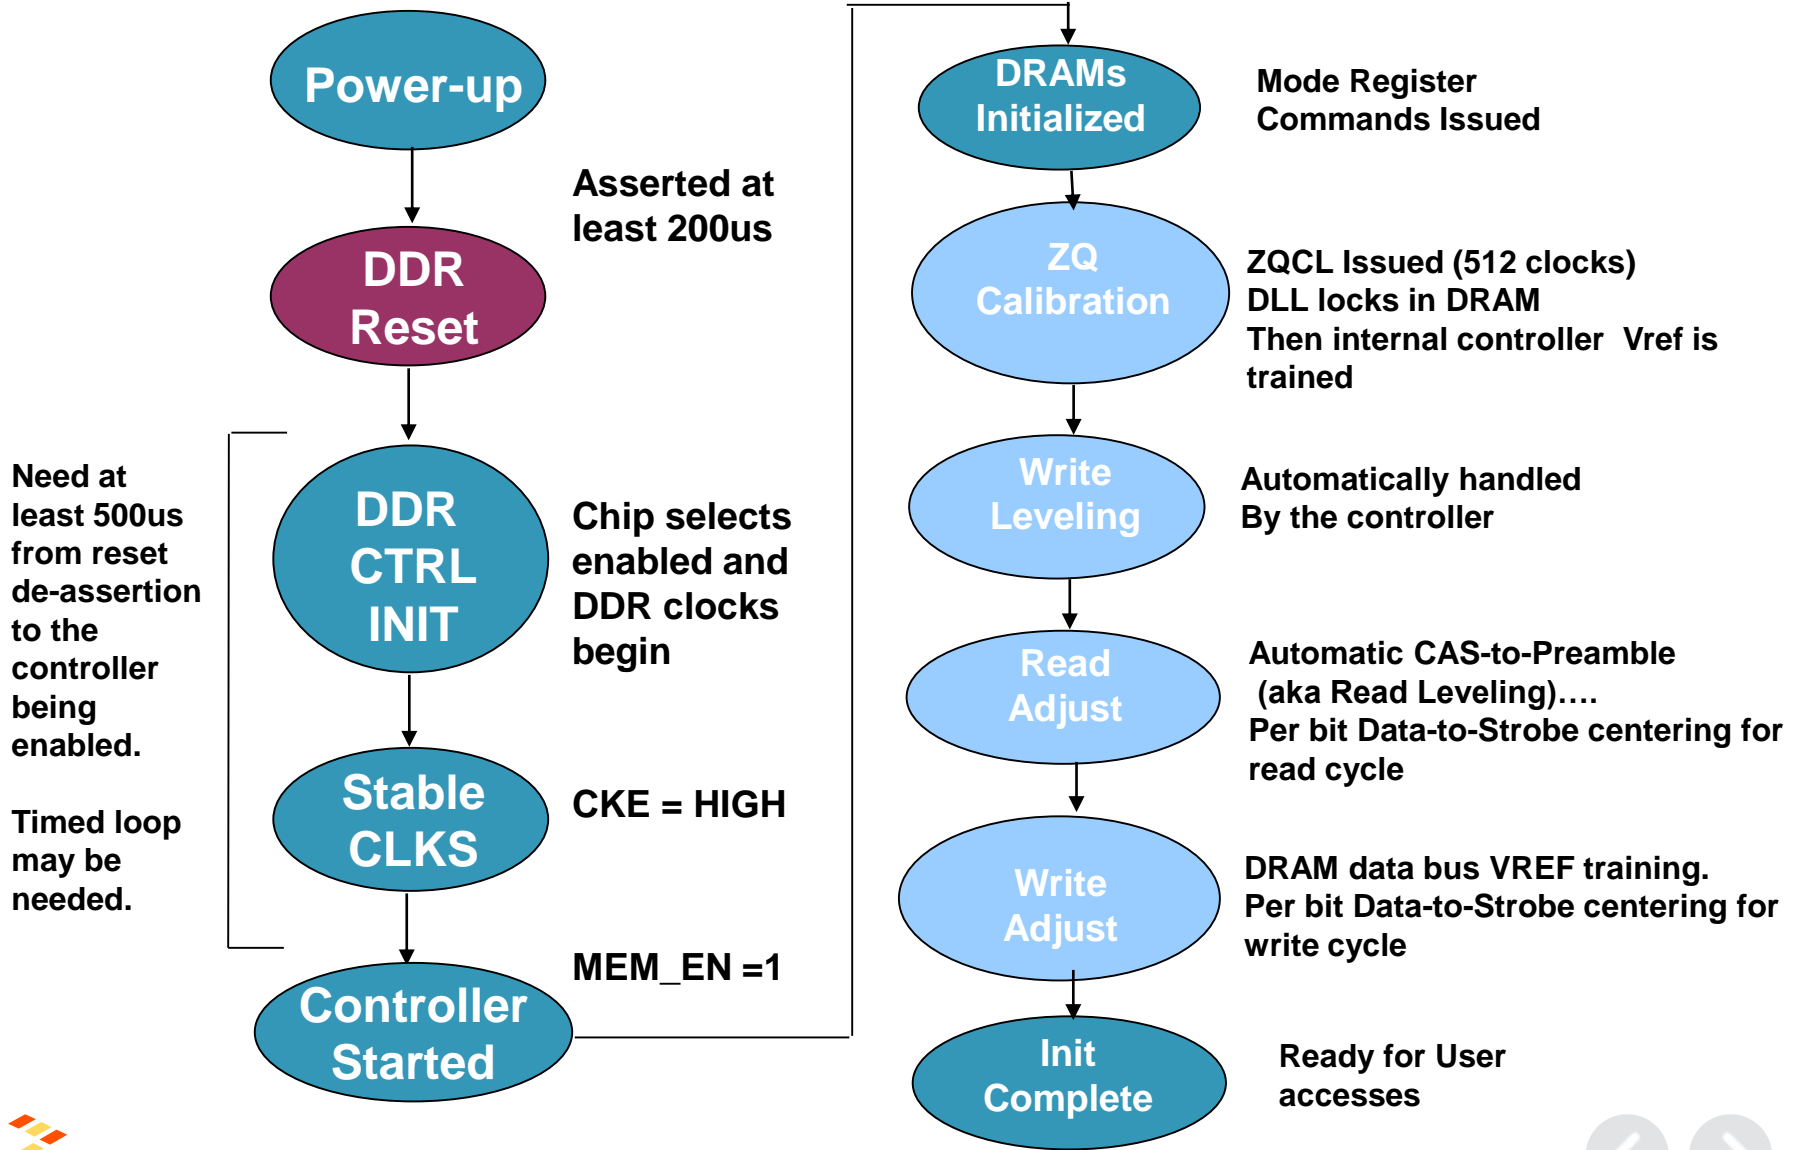 Power-up
Asserted at
least 200us
DDR
Reset
Need at
least 500us
from reset
de-assertion
to the
controller
being
enabled.
Timed loop
may be
needed.
DDR
CTRL
INIT
Chip selects
enabled and
DDR clocks
begin
Stable
CLKS
CKE = HIGH
MEM_EN =1
Controller
Started
DRAMs
Initialized
Mode Register
Commands Issued
ZQ
Calibration
ZQCL Issued (512 clocks)
DLL locks in DRAM
Then internal controller  Vref is
trained
Write
Leveling
Automatically handled
By the controller
Read
Adjust
Automatic CAS-to-Preamble
(aka Read Leveling)….
Per bit Data-to-Strobe centering for
read cycle
Write
Adjust
DRAM data bus VREF training.
Per bit Data-to-Strobe centering for
write cycle
Init
Complete
Ready for User
accesses